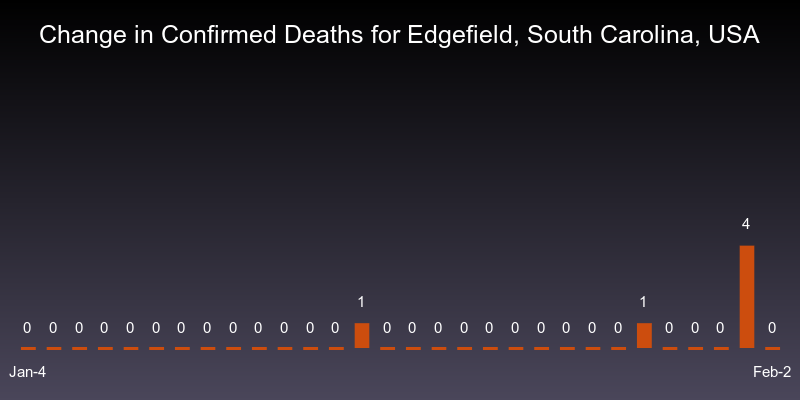 Change in Confirmed Deaths for Edgefield, South Carolina, USA
4
1 1
0 0 0 0 0 0 0 0 0 0 0 0 0 0 0 0 0 0 0 0 0 0 0 0 0 0 0
Jan-4 Feb-2